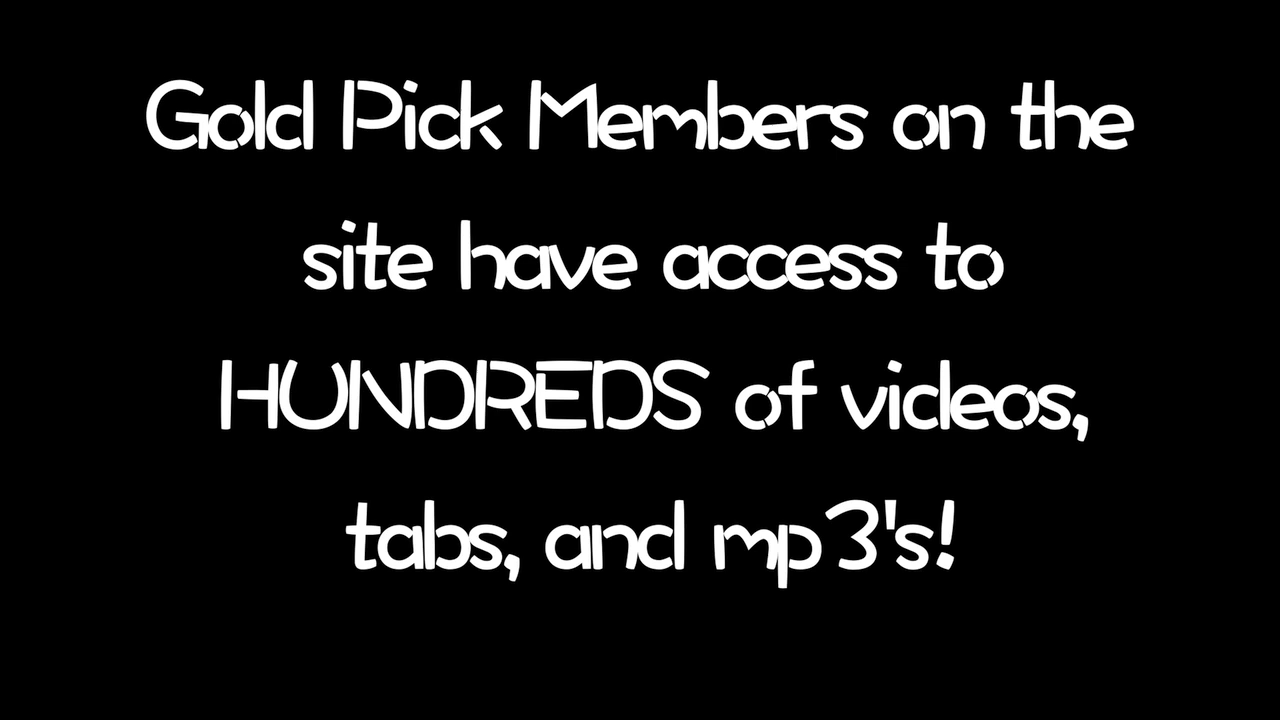 Gold Pick Members on the
site have access to
HUNDREDS of videos,
tabs, and mp3's!